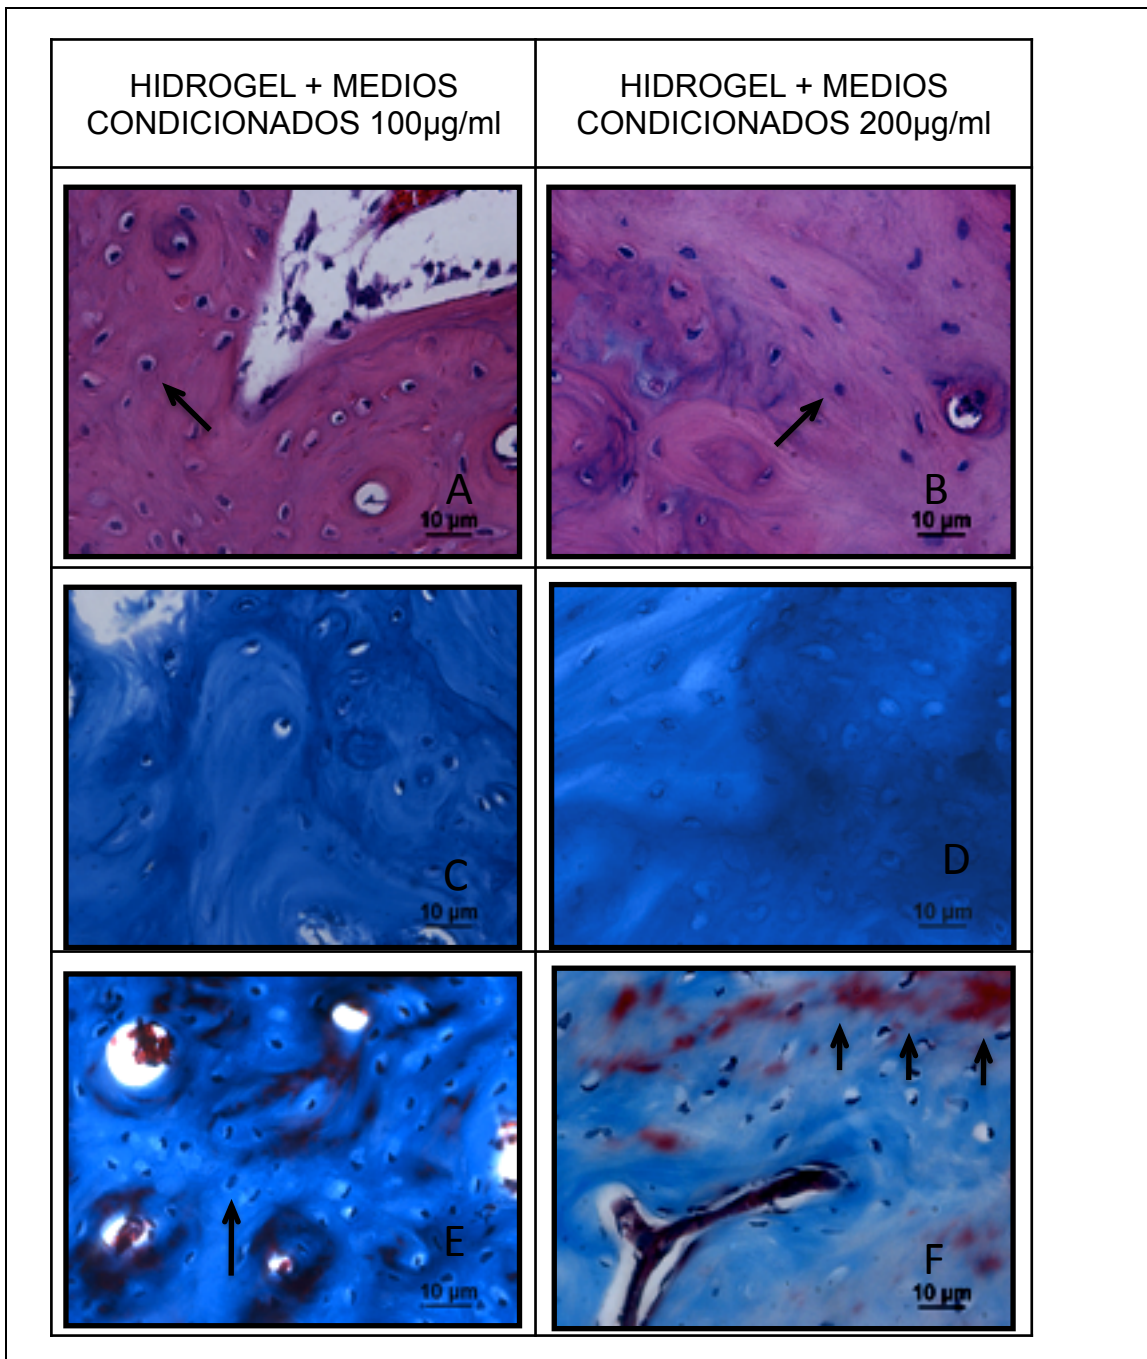 HIDROGEL + MEDIOS
CONDICIONADOS 100µg/ml
HIDROGEL + MEDIOS
CONDICIONADOS 200µg/ml
A
10 µm
B
10 µm
C
10 µm
D
10 µm
E
10 µm
F
10 µm